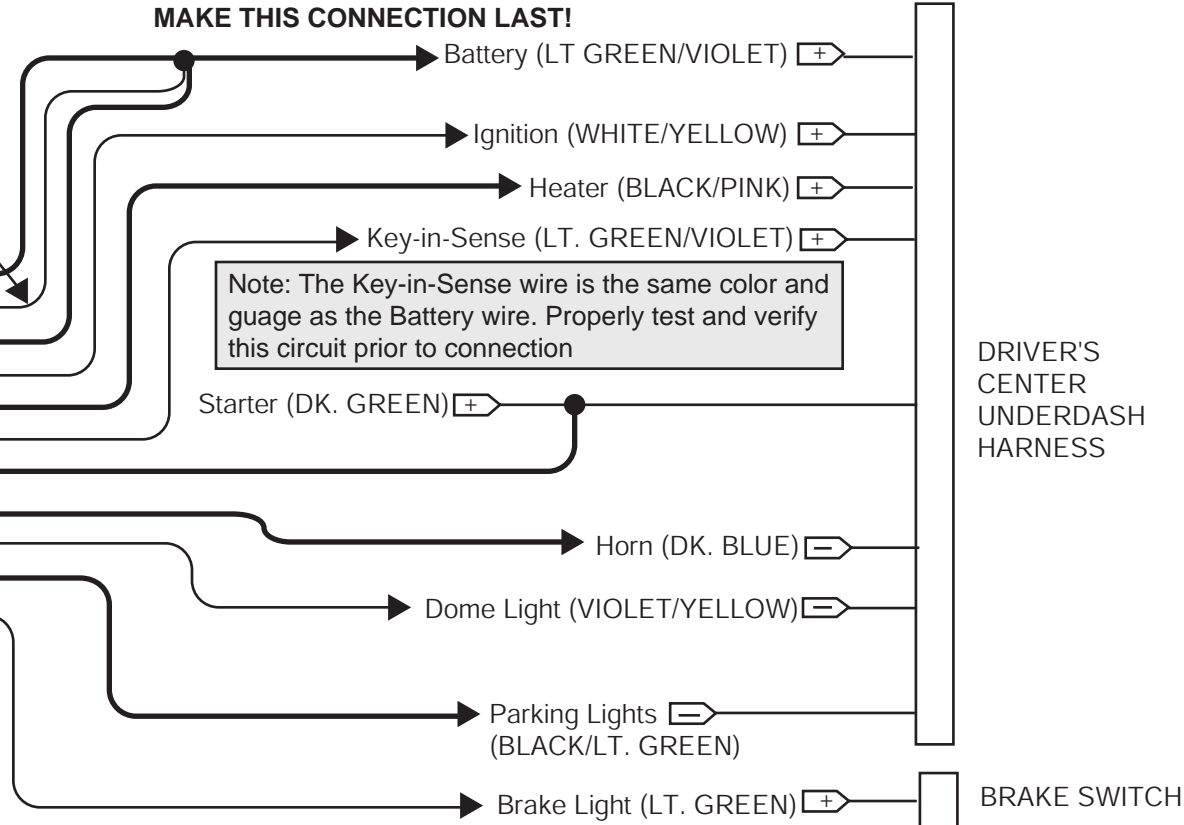 MAKE THIS CONNECTION LAST!
Battery (LT GREEN/VIOLET) +
Ignition (WHITE/YELLOW) +
Heater (BLACK/PINK) +
Key-in-Sense (LT. GREEN/VIOLET) +
Note: The Key-in-Sense wire is the same color and
guage as the Battery wire. Properly test and verify
this circuit prior to connection
Starter (DK. GREEN) +
DRIVER'S
CENTER
UNDERDASH
HARNESS
Horn (DK. BLUE) −
Dome Light (VIOLET/YELLOW) −
Parking Lights −
(BLACK/LT. GREEN)
Brake Light (LT. GREEN) +
BRAKE SWITCH